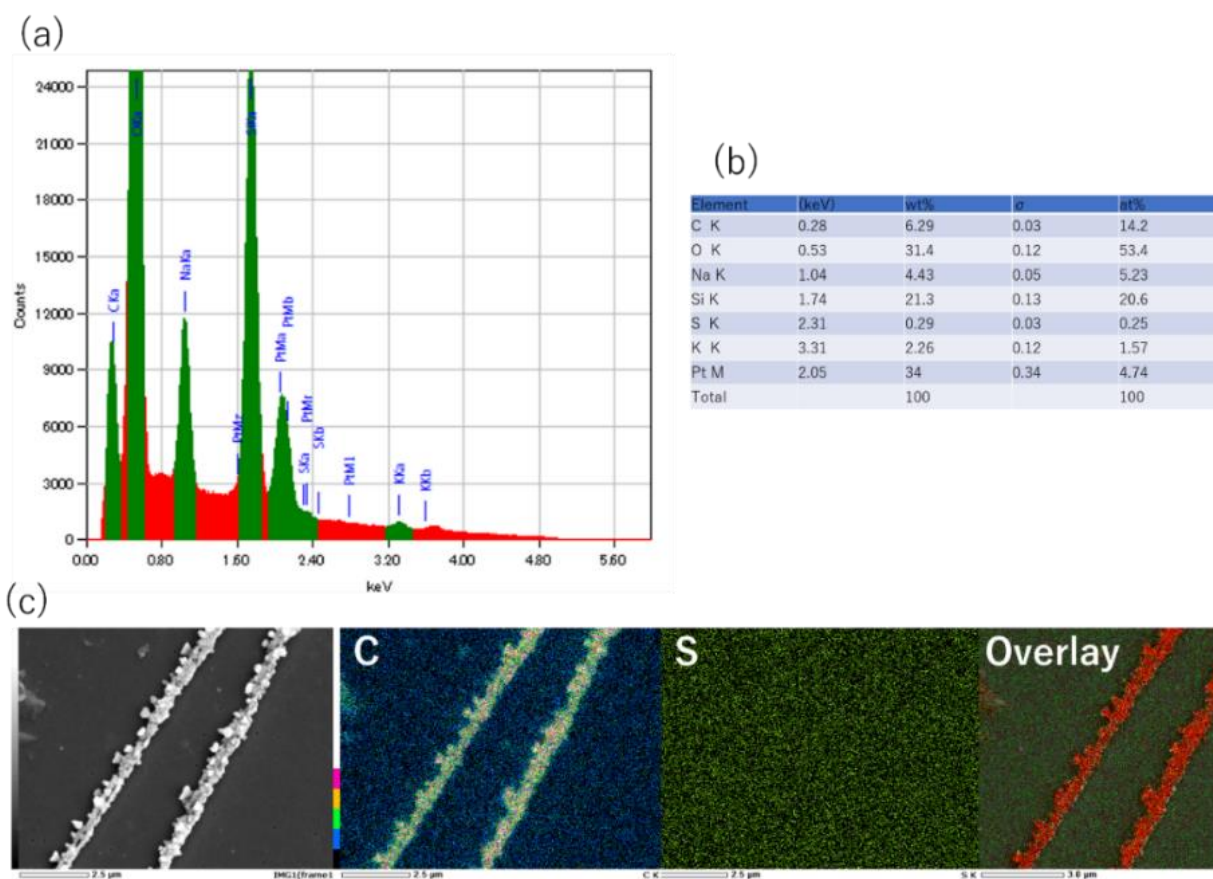 (a)
24000
21000
18000
15000
12000
9000
6000
3000
0
Counts
CKa
NaKa
PtMz
PtMa
PtMb
SKa
PtMr
SKb
PtM1
KKa
KKb
0.00 0.80 1.60 2.40 3.20 4.00 4.80 5.60
keV
(b)
Element (keV) wt% σ at%
C K 0.28 6.29 0.03 14.2
O K 0.53 31.4 0.12 53.4
Na K 1.04 4.43 0.05 5.23
Si K 1.74 21.3 0.13 20.6
S K 2.31 0.29 0.03 0.25
K K 3.31 2.26 0.12 1.57
Pt M 2.05 34 0.34 4.74
Total 100 100
(c)
C S Overlay
2.5 μm IMG1(frame1 2.5 μm C K 2.5 μm S K 3.0 μm